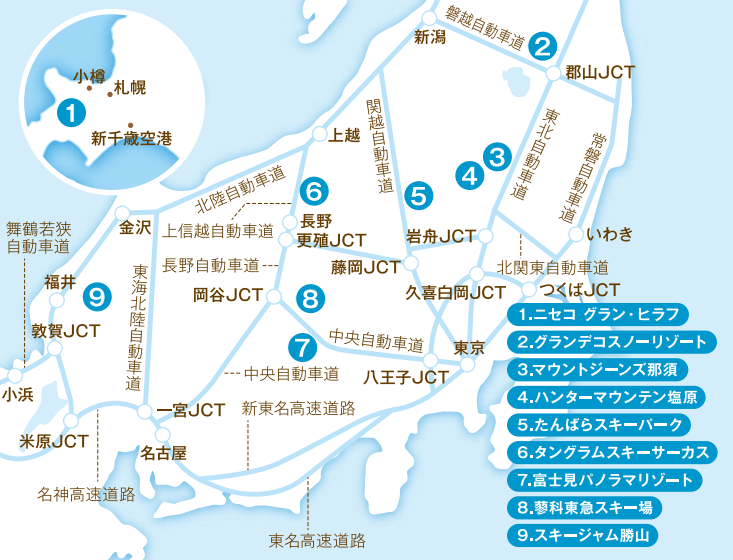 新潟
磐越自動車道
2
郡山JCT
小樽
札幌
1
新千歳空港
上越
関越自動車道
東北自動車道
常磐自動車道
3
4
5
6
北陸自動車道
上信越自動車道
長野
更殖JCT
長野自動車道
金沢
舞鶴若狭
自動車道
福井
9
東海北陸自動車道
岡谷JCT
8
藤岡JCT
岩舟JCT
いわき
北関東自動車道
久喜白岡JCT
つくばJCT
敦賀JCT
7
中央自動車道
中央自動車道
東京
八王子JCT
小浜
米原JCT
一宮JCT
新東名高速道路
名古屋
名神高速道路
東名高速道路
1.ニセコ グラン・ヒラフ
2.グランデコスノーリゾート
3.マウントジーンズ那須
4.ハンターマウンテン塩原
5.たんばらスキーパーク
6.タングラムスキーサーカス
7.富士見パノラマリゾート
8.蓼科東急スキー場
9.スキージャム勝山